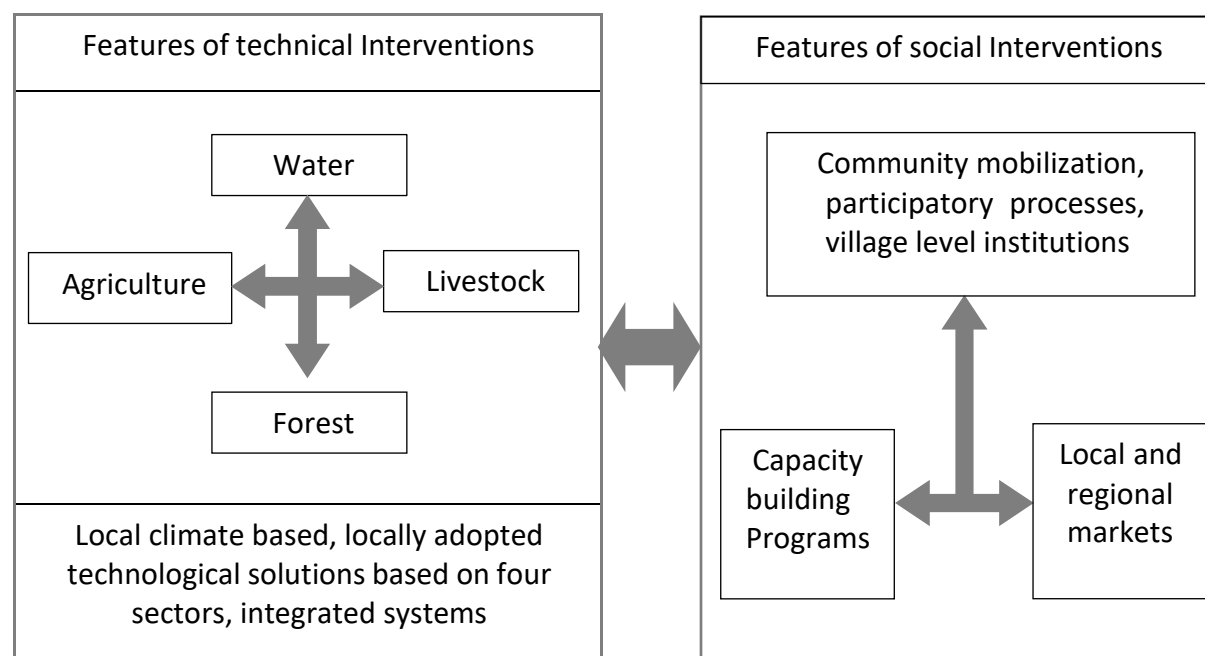 Features of technical Interventions
Water
Agriculture
Livestock
Forest
Local climate based, locally adopted
technological solutions based on four
sectors, integrated systems
Features of social Interventions
Community mobilization,
participatory processes,
village level institutions
Capacity
building
Programs
Local and
regional
markets